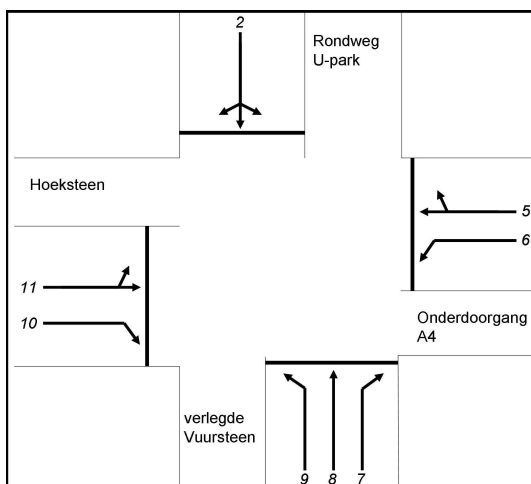 2
Rondweg
U-park
Hoeksteen
5
6
11
10
Onderdoorgang
A4
verlegde
Vuursteen
9 8 7